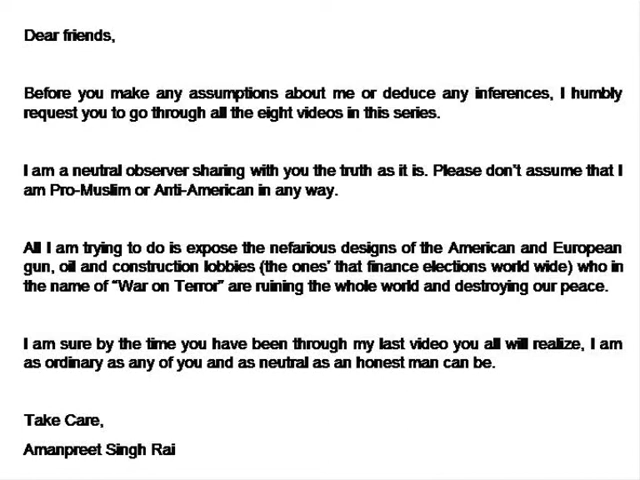 Dear friends,
Before you make any assumptions about me or deduce any inferences, I humbly
request you to go through all the eight videos in this series.
I am a neutral observer sharing with you the truth as it is. Please don't assume that I
am Pro-Muslim or Anti-American in any way.
All I am trying to do is expose the nefarious designs of the American and European
gun, oil and construction lobbies (the ones' that finance elections world wide) who in
the name of "War on Terror" are ruining the whole world and destroying our peace.
I am sure by the time you have been through my last video you all will realize, I am
as ordinary as any of you and as neutral as an honest man can be.
Take Care,
Amanpreet Singh Rai